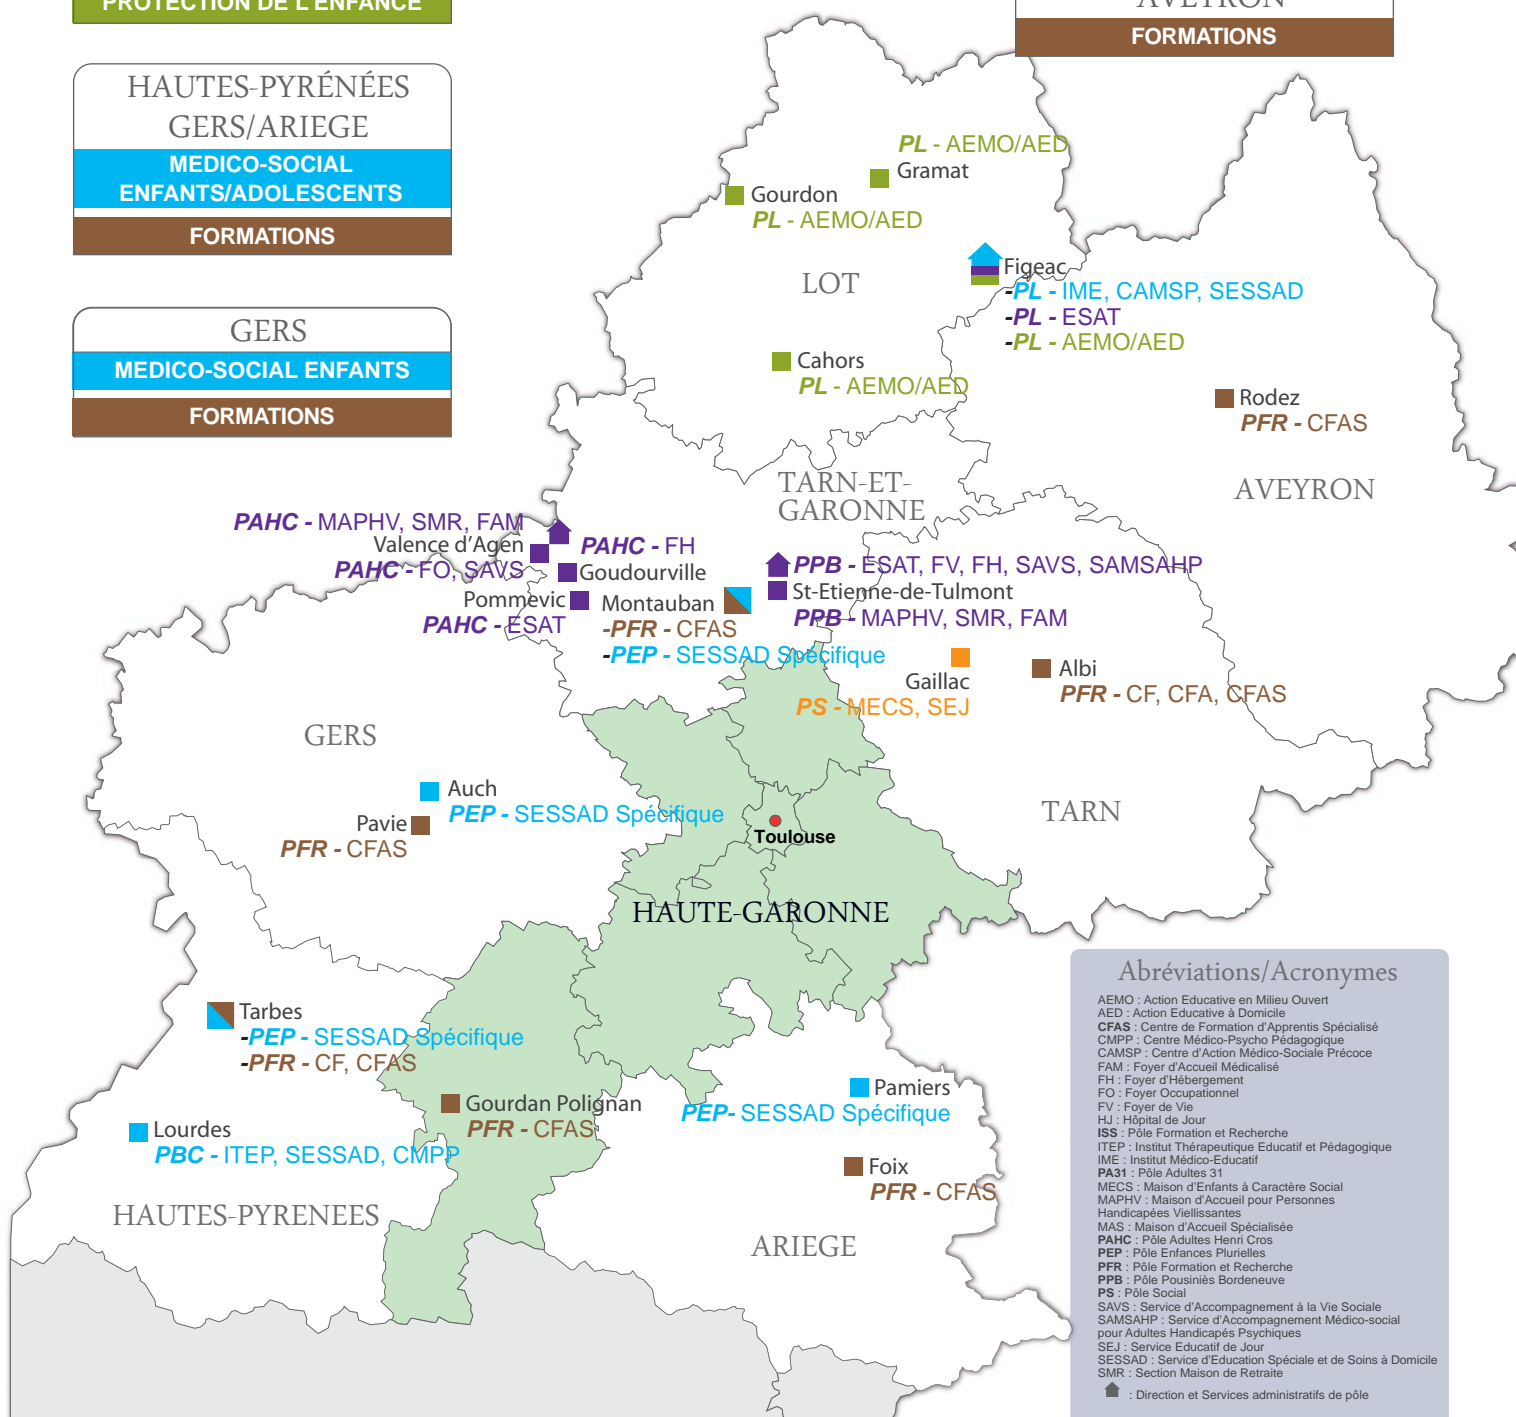 PROTECTION DE L'ENFANCE
AVEYRON
FORMATIONS
HAUTES-PYRÉNÉES
GERS/ARIEGE
MEDICO-SOCIAL
ENFANTS/ADOLESCENTS
FORMATIONS
GERS
MEDICO-SOCIAL ENFANTS
FORMATIONS
PL - AEMO/AED
Gramat
Gourdon
PL - AEMO/AED
LOT
Figeac
-PL - IME, CAMSP, SESSAD
-PL - ESAT
-PL - AEMO/AED
Cahors
PL - AEMO/AED
Rodez
PFR - CFAS
AVEYRON
TARN-ET-
GARONNE
PAHC - MAPHV, SMR, FAM
Valence d'Agen
PAHC - FO, SAVS
PAHC - FH
Goudourville
Pommevic
PAHC - ESAT
Montauban
-PFR - CFAS
-PEP - SESSAD Spécifique
PPB - ESAT, FV, FH, SAVS, SAMSAHP
St-Etienne-de-Tulmont
PPB - MAPHV, SMR, FAM
Gaillac
PS - MECS, SEJ
Albi
PFR - CF, CFA, CFAS
GERS
Auch
PEP - SESSAD Spécifique
Pavie
PFR - CFAS
TARN
Toulouse
HAUTE-GARONNE
Tarbes
-PEP - SESSAD Spécifique
-PFR - CF, CFAS
Gourdan Polignan
PFR - CFAS
Lourdes
PBC - ITEP, SESSAD, CMPP
HAUTES-PYRENEES
Pamiers
PEP- SESSAD Spécifique
Foix
PFR - CFAS
ARIEGE
Abréviations/Acronymes
AEMO : Action Educative en Milieu Ouvert
AED : Action Educative à Domicile
CFAS : Centre de Formation d'Apprentis Spécialisé
CMPP : Centre Médico-Psycho Pédagogique
CAMSP : Centre d'Action Médico-Sociale Précoce
FAM : Foyer d'Accueil Médicalisé
FH : Foyer d'Hébergement
FO : Foyer Occupationnel
FV : Foyer de Vie
HJ : Hôpital de Jour
ISS : Pôle Formation et Recherche
ITEP : Institut Thérapeutique Educatif et Pédagogique
IME : Institut Médico-Educatif
PA31 : Pôle Adultes 31
MECS : Maison d'Enfants à Caractère Social
MAPHV : Maison d'Accueil pour Personnes
Handicapées Viellissantes
MAS : Maison d'Accueil Spécialisée
PAHC : Pôle Adultes Henri Cros
PEP : Pôle Enfances Plurielles
PFR : Pôle Formation et Recherche
PPB : Pôle Pousiniès Bordeneuve
PS : Pôle Social
SAVS : Service d'Accompagnement à la Vie Sociale
SAMSAHP : Service d'Accompagnement Médico-social
pour Adultes Handicapés Psychiques
SEJ : Service Educatif de Jour
SESSAD : Service d'Education Spéciale et de Soins à Domicile
SMR : Section Maison de Retraite
: Direction et Services administratifs de pôle